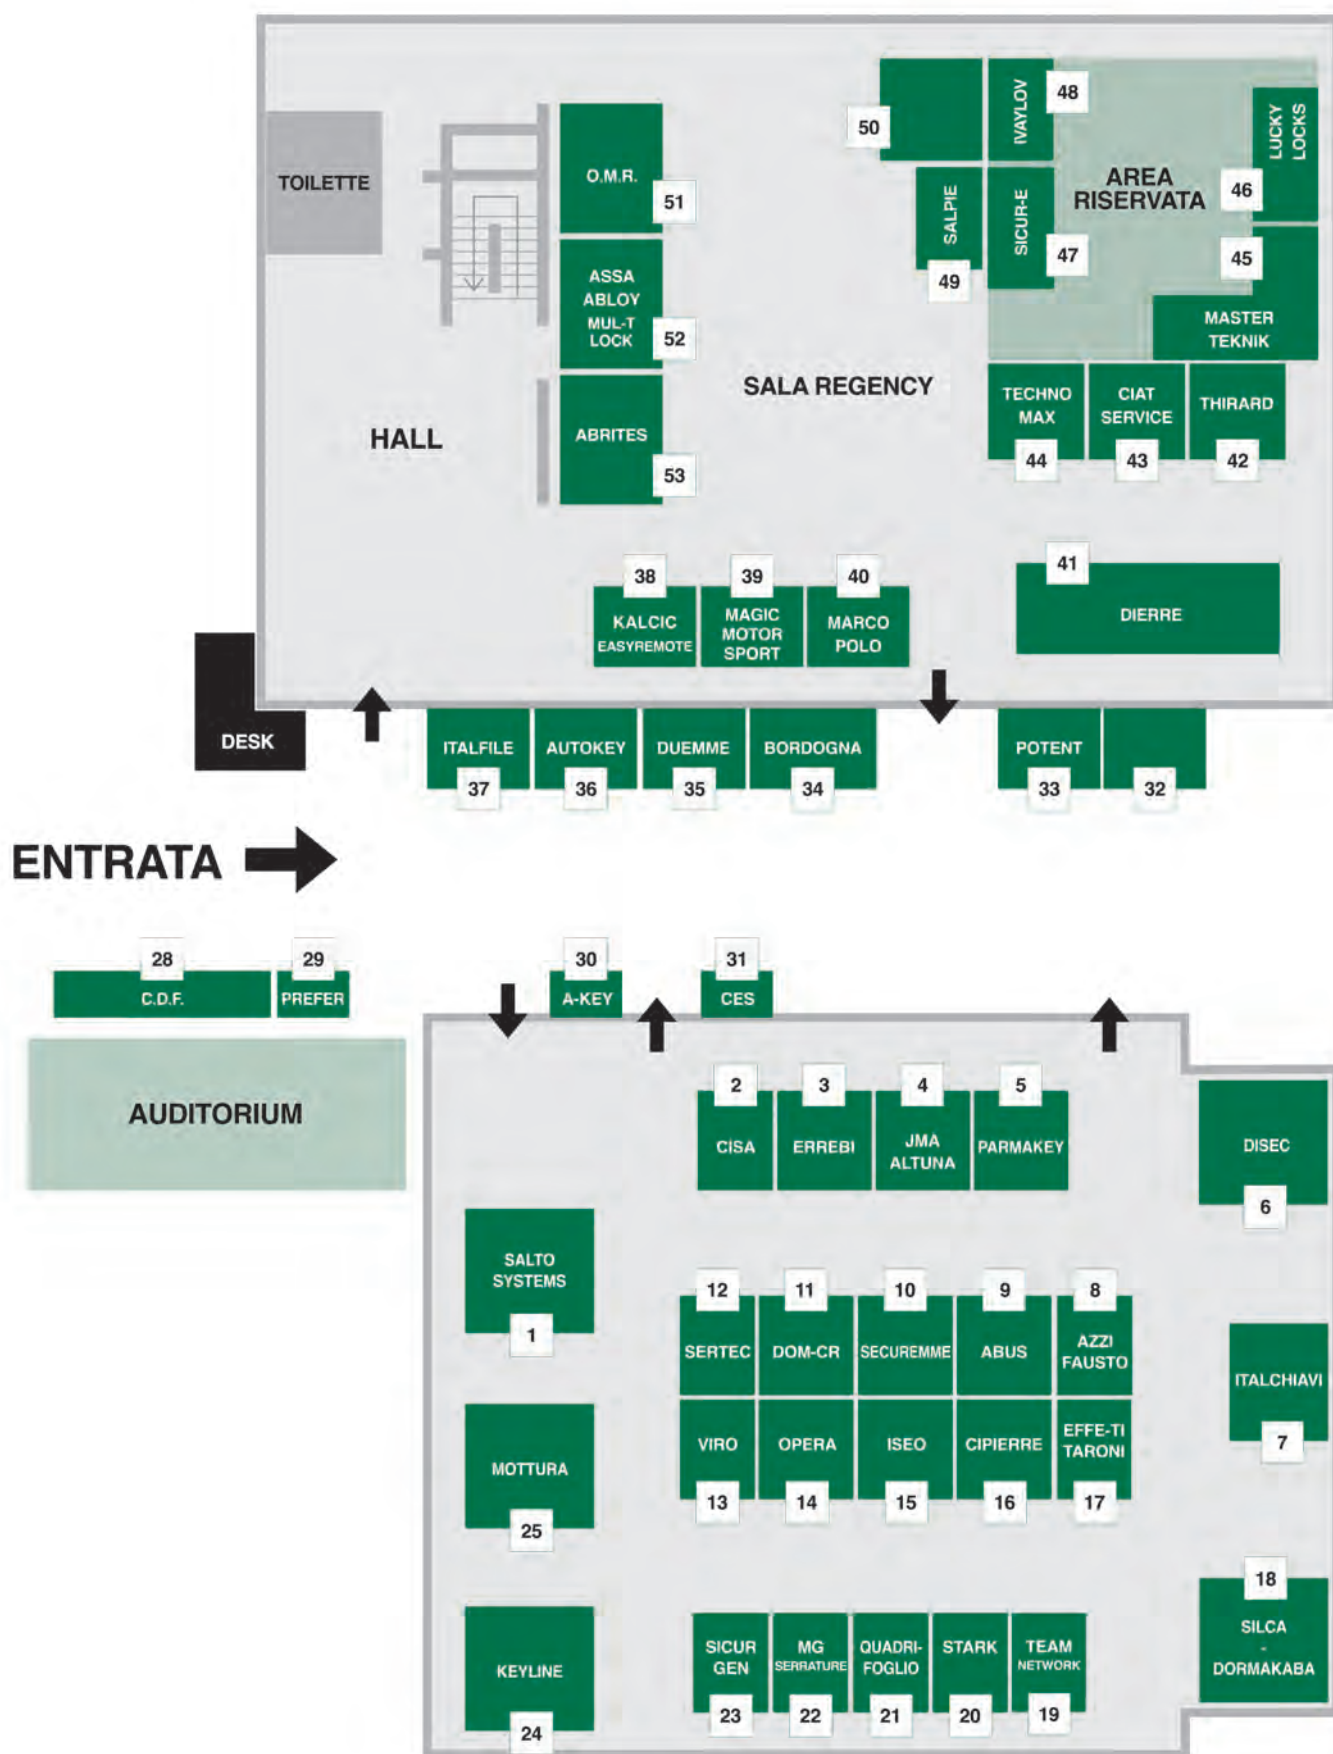 50
IVAYLOV
48
LUCKY
LOCKS
46
TOILETTE
O.M.R.
51
AREA
RISERVATA
SALPIE
49
SICUR-E
47
45
MASTER
TEKNIK
ASSA
ABLOY
MUL-T
LOCK
52
SALA REGENCY
TECHNO
MAX
44
CIAT
SERVICE
43
THIRARD
42
HALL
ABRITES
53
38
KALCIC
EASYREMOTE
39
MAGIC
MOTOR
SPORT
40
MARCO
POLO
41
DIERRE
DESK
ITALFILE
37
AUTOKEY
36
DUEMME
35
BORDOGNA
34
POTENT
33
32
ENTRATA
28
C.D.F.
29
PREFER
30
A-KEY
31
CES
AUDITORIUM
2
CISA
3
ERREBI
4
JMA
ALTUNA
5
PARMAKEY
DISEC
6
SALTO
SYSTEMS
1
12
SERTEC
11
DOM-CR
10
SECUREMME
9
ABUS
8
AZZI
FAUSTO
ITALCHIAVI
7
VIRO
13
OPERA
14
ISEO
15
CIPIERRE
16
EFFE-TI
TARONI
17
MOTTURA
25
18
SILCA
-
DORMAKABA
KEYLINE
24
SICUR
GEN
23
MG
SERRATURE
22
QUADRI-
FOGLIO
21
STARK
20
TEAM
NETWORK
19